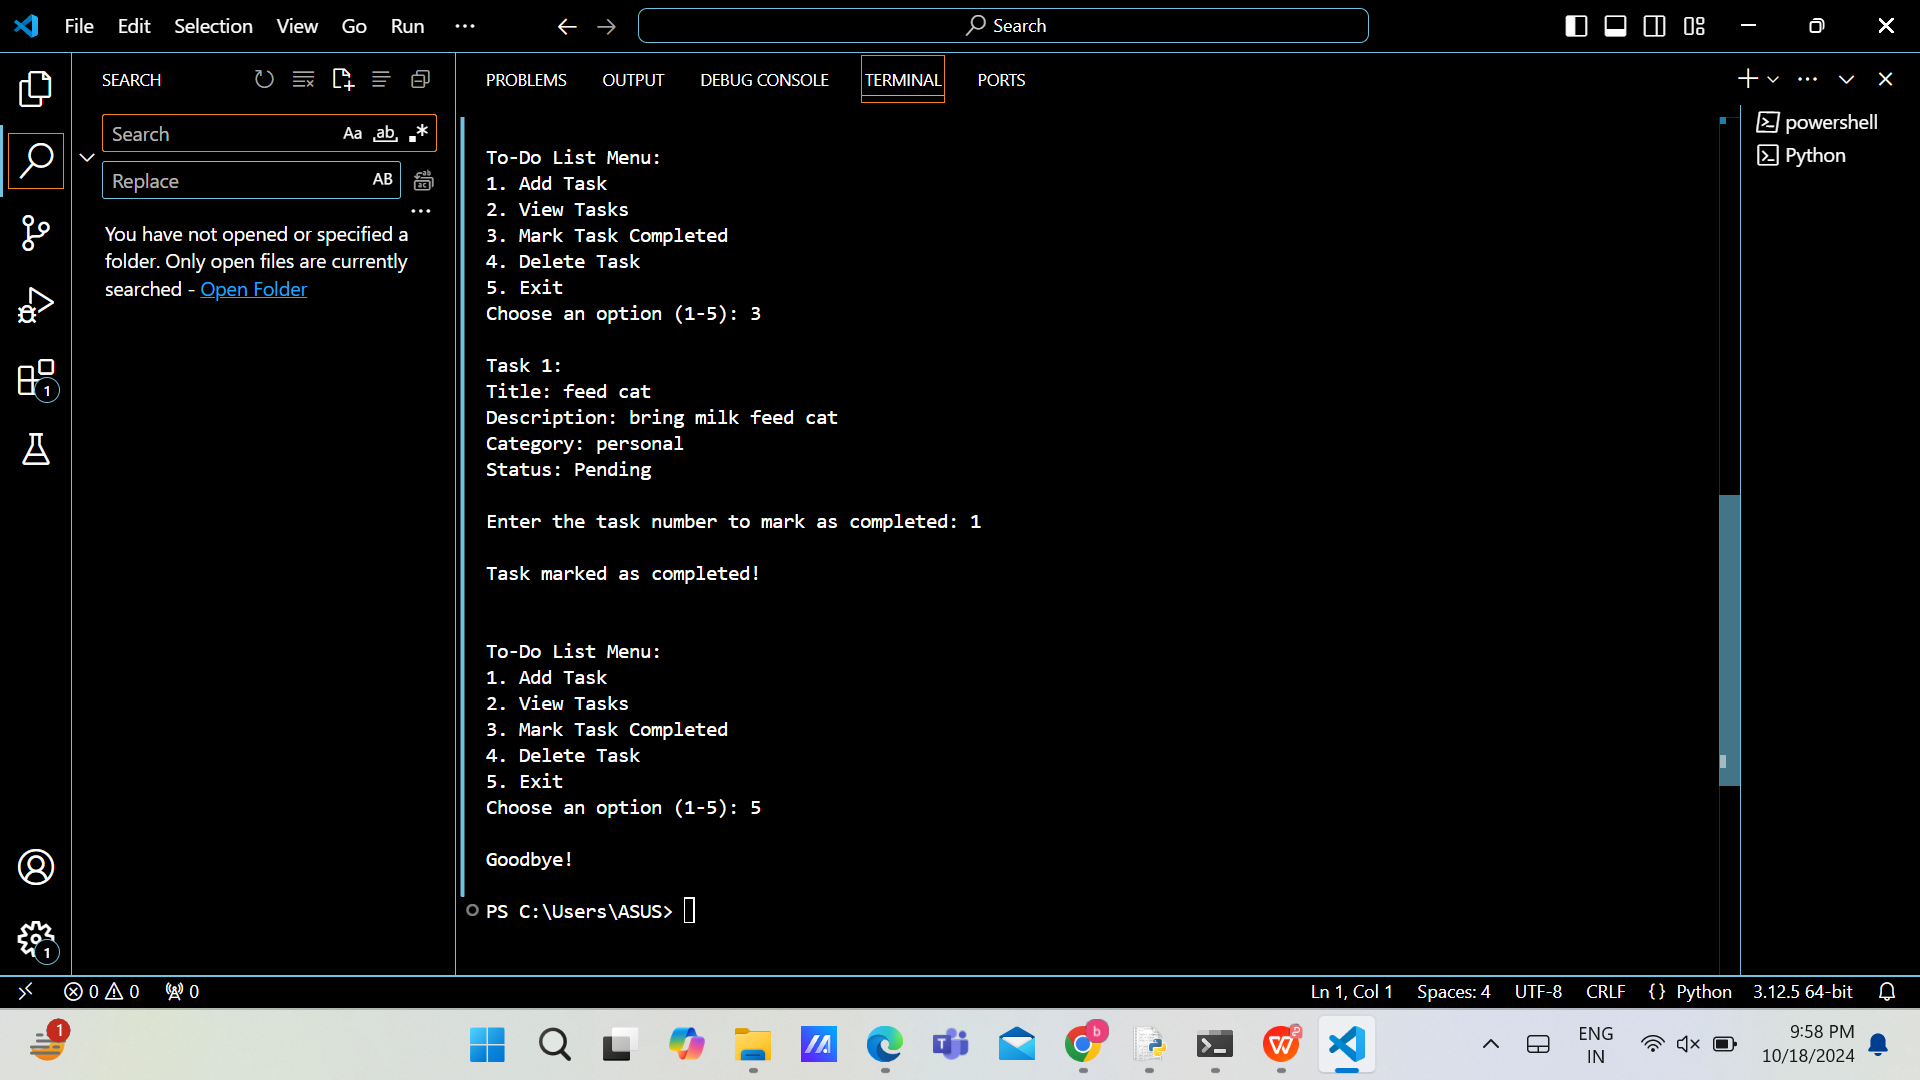 File Edit Selection View Go Run
Search
SEARCH
Search Aa ab .*
Replace AB
You have not opened or specified a
folder. Only open files are currently
searched - Open Folder
1
1
PROBLEMS OUTPUT DEBUG CONSOLE TERMINAL PORTS
To-Do List Menu:
1. Add Task
2. View Tasks
3. Mark Task Completed
4. Delete Task
5. Exit
Choose an option (1-5): 3
Task 1:
Title: feed cat
Description: bring milk feed cat
Category: personal
Status: Pending
Enter the task number to mark as completed: 1
Task marked as completed!
To-Do List Menu:
1. Add Task
2. View Tasks
3. Mark Task Completed
4. Delete Task
5. Exit
Choose an option (1-5): 5
Goodbye!
PS C:\Users\ASUS>
powershell
Python
0 0 0
Ln 1, Col 1 Spaces: 4 UTF-8 CRLF {} Python 3.12.5 64-bit
1
b
ENG
IN
9:58 PM
10/18/2024